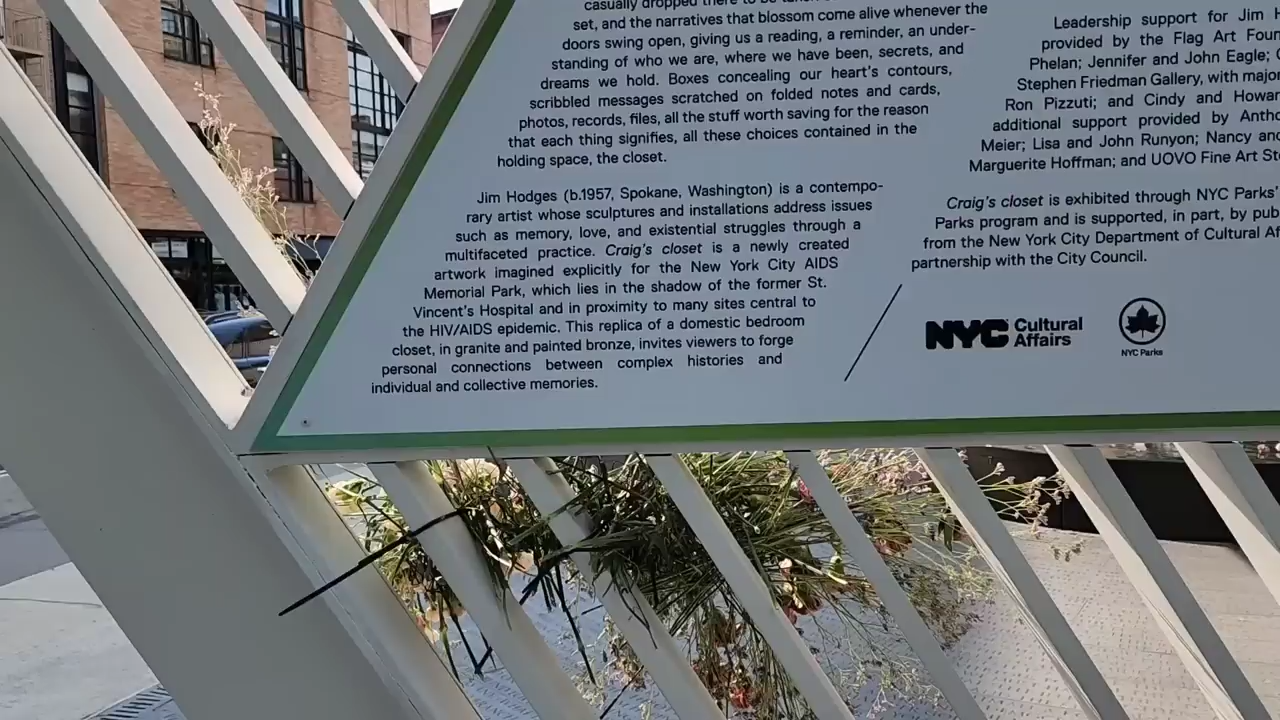 casually dropped there to be
set, and the narratives that blossom come alive whenever the
doors swing open, giving us a reading, a reminder, an under-
standing of who we are, where we have been, secrets, and
dreams we hold. Boxes concealing our heart's contours,
scribbled messages scratched on folded notes and cards,
photos, records, files, all the stuff worth saving for the reason
that each thing signifies, all these choices contained in the
holding space, the closet.
Jim Hodges (b.1957, Spokane, Washington) is a contempo-
rary artist whose sculptures and installations address issues
such as memory, love, and existential struggles through a
multifaceted practice. Craig's closet is a newly created
artwork imagined explicitly for the New York City AIDS
Memorial Park, which lies in the shadow of the former St.
Vincent's Hospital and in proximity to many sites central to
the HIV/AIDS epidemic. This replica of a domestic bedroom
closet, in granite and painted bronze, invites viewers to forge
personal connections between complex histories and
individual and collective memories.
Leadership support for Jim
provided by the Flag Art
Phelan; Jennifer and John Eagle;
Stephen Friedman Gallery, with
Ron Pizzuti; and Cindy and
additional support provided by
Meier; Lisa and John Runyon; Nancy
Marguerite Hoffman; and UOVO Fine Art
Craig's closet is exhibited through NYC Parks'
Parks program and is supported, in part, by
from the New York City Department of Cultural
partnership with the City Council.
NYC Cultural
Affairs
NYC Parks